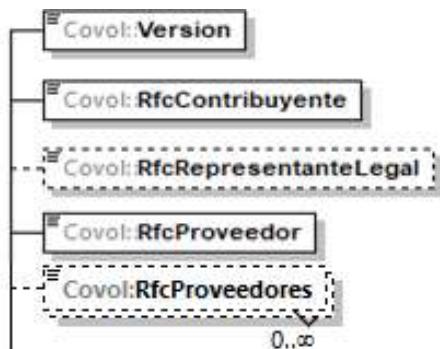 Covol::Version
Covol::RfcContribuyente
Covol::RfcRepresentanteLegal
Covol::RfcProveedor
Covol:RfcProveedores
0..∞